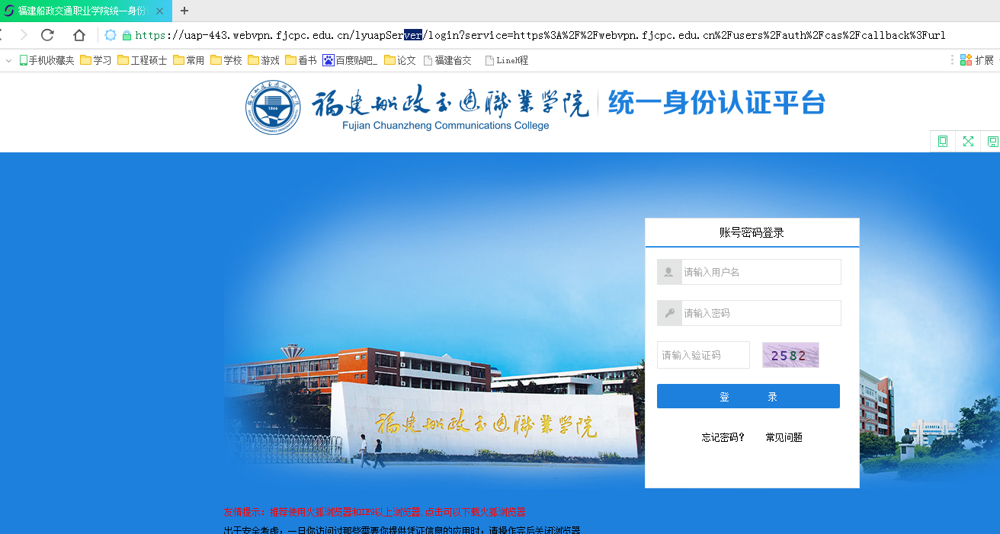 福建船政交通职业学院统一身份
https://uap-443.webvpn.fjcpc.edu.cn/lyuapServer/login?service=https%3A%2F%2Fwebvpn.fjcpc.edu.cn%2Fusers%2Fauth%2Fcas%2Fcallback%3Furl
手机收藏夹 学习 工程硕士 常用 学校 游戏 看书 百度贴吧_ 论文 福建省交 LineH程 扩展
福建船政交通職業学院 统一身份认证平台
1866
Fujian Chuanzheng Communications College
账号密码登录
请输入用户名
请输入密码
请输入验证码 2582
登 录
福建船政交通職業学院
忘记密码? 常见问题
友情提示: 推荐使用火狐浏览器和IE9以上浏览器,点击可以下载火狐浏览器
出于安全考虑，一旦你访问过那些需要你提供凭证信息的应用时，请操作完后关闭浏览器